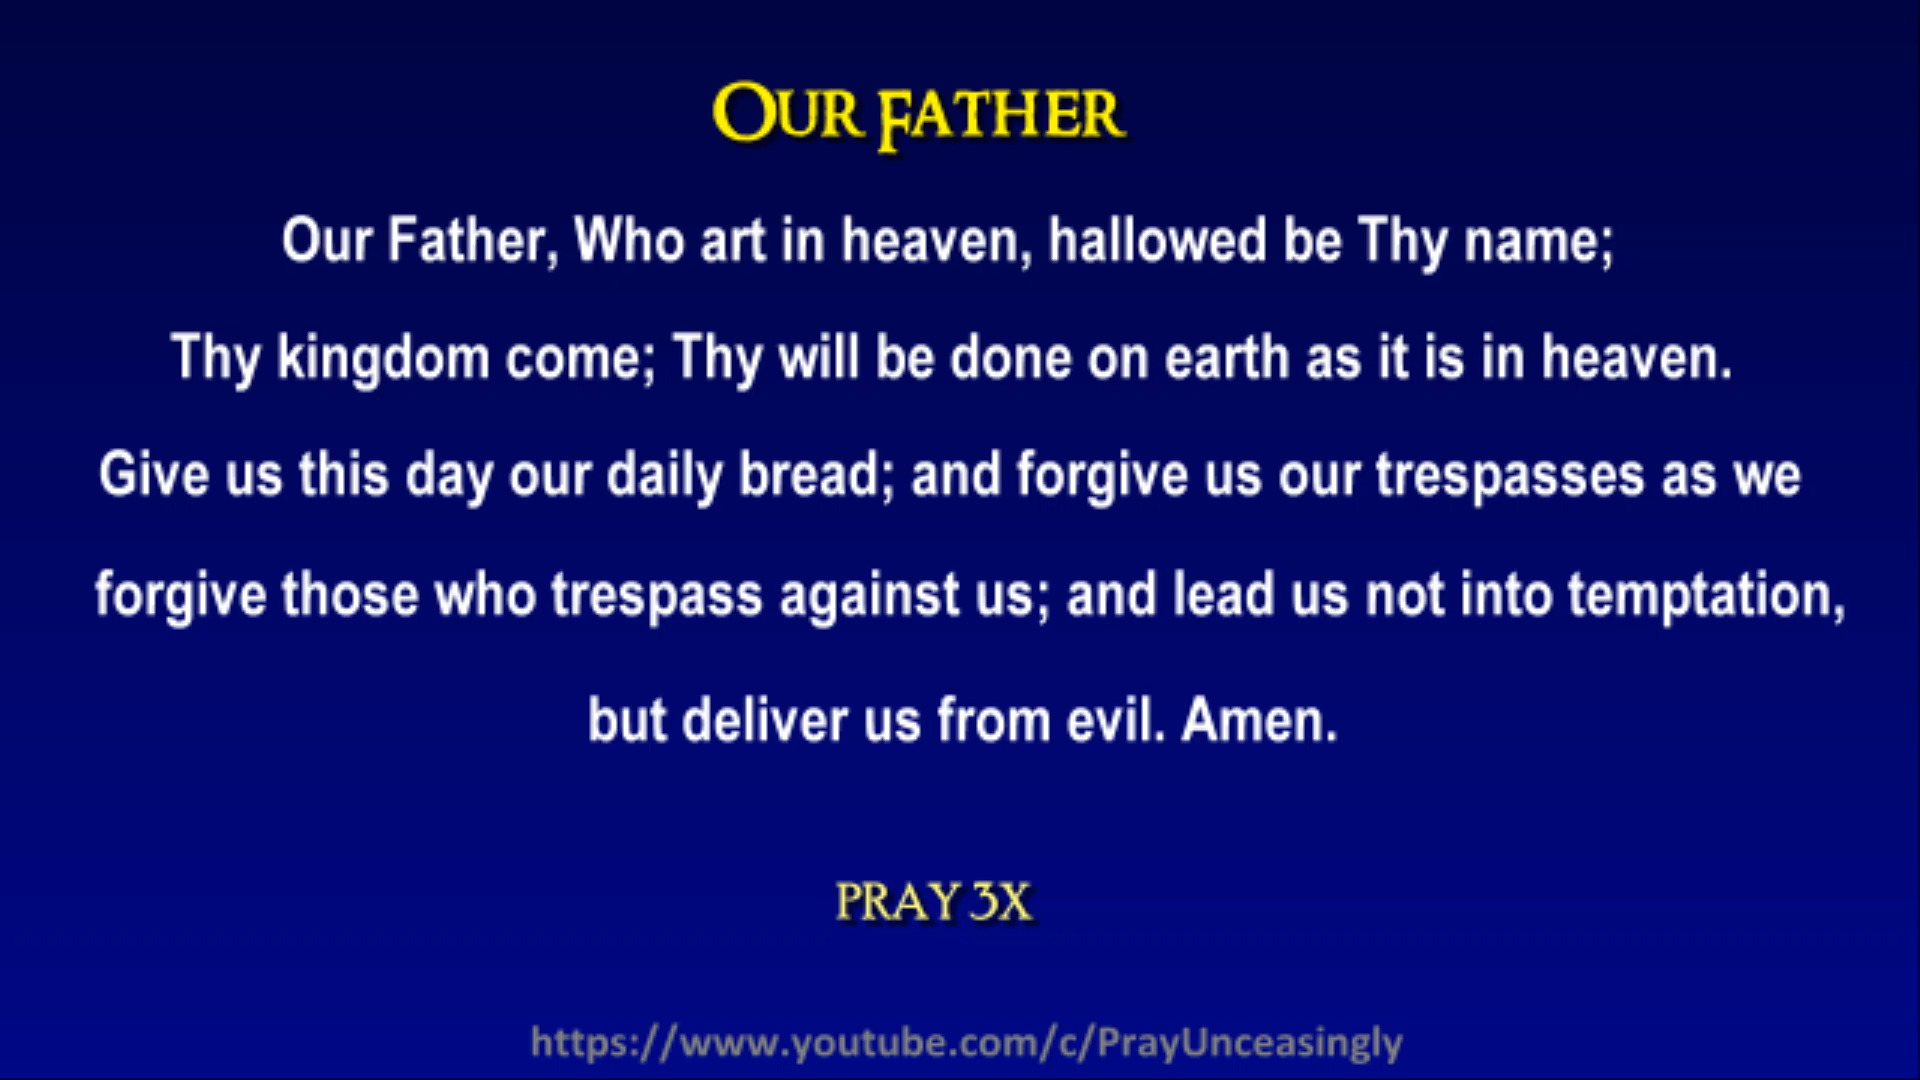 OUR FATHER
Our Father, Who art in heaven, hallowed be Thy name;
Thy kingdom come; Thy will be done on earth as it is in heaven.
Give us this day our daily bread; and forgive us our trespasses as we
forgive those who trespass against us; and lead us not into temptation,
but deliver us from evil. Amen.
PRAY 3X
https://www.youtube.com/c/PrayUnceasingly